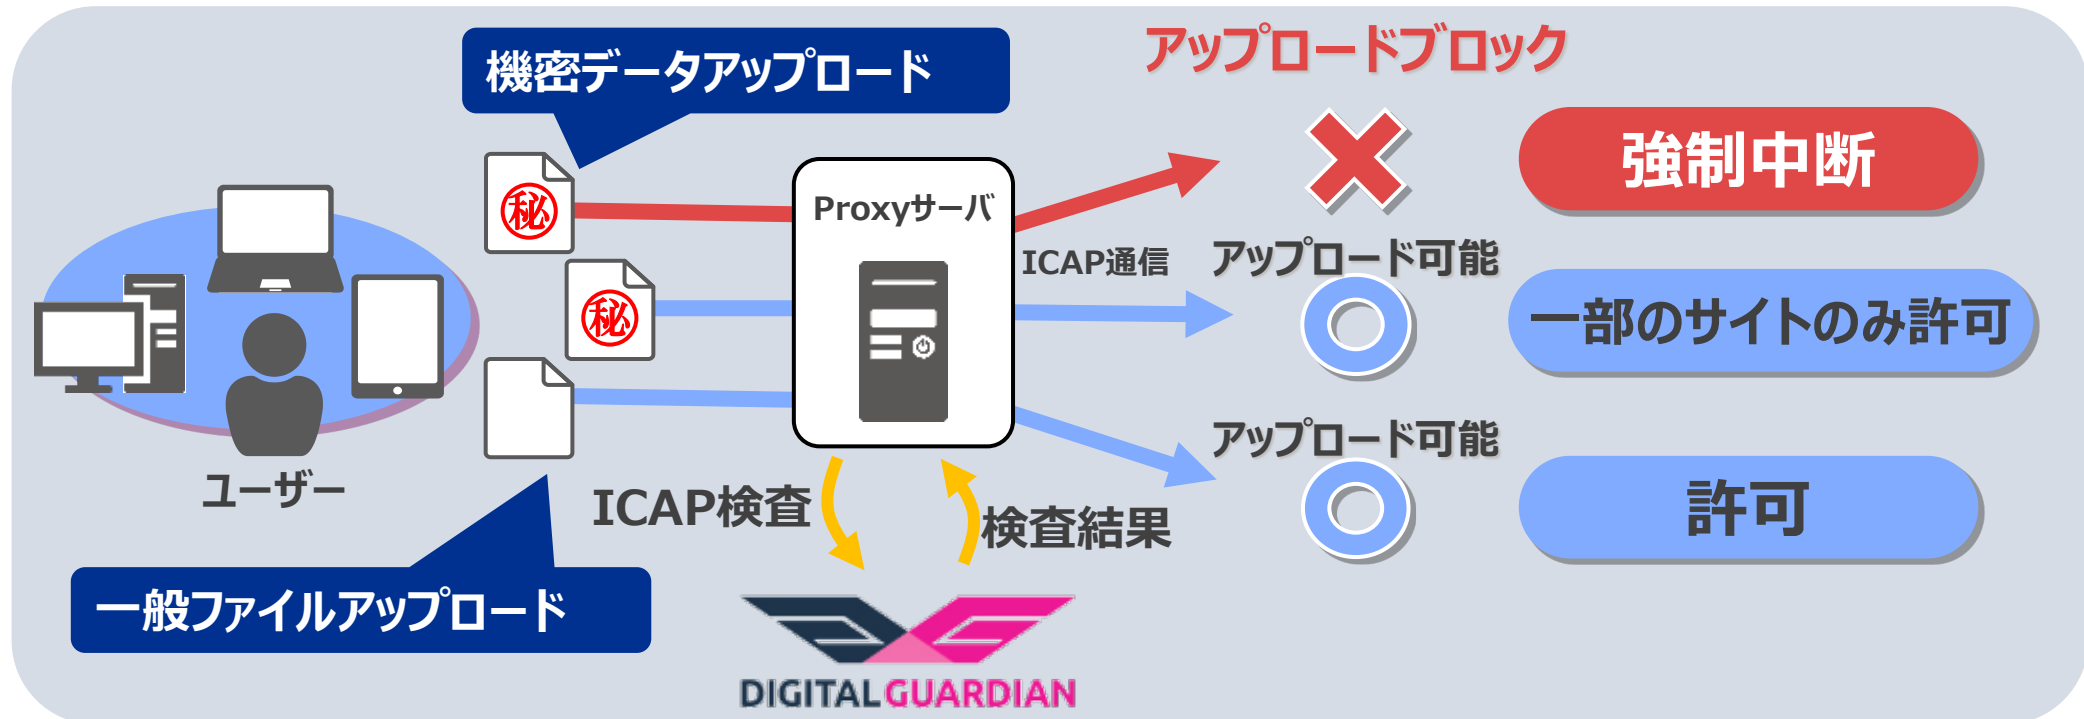 機密データアップロード
アップロードブロック
強制中断
㊙
Proxyサーバ
ICAP通信
アップロード可能
㊙
一部のサイトのみ許可
アップロード可能
許可
ユーザー
ICAP検査
検査結果
一般ファイルアップロード
DIGITALGUARDIAN